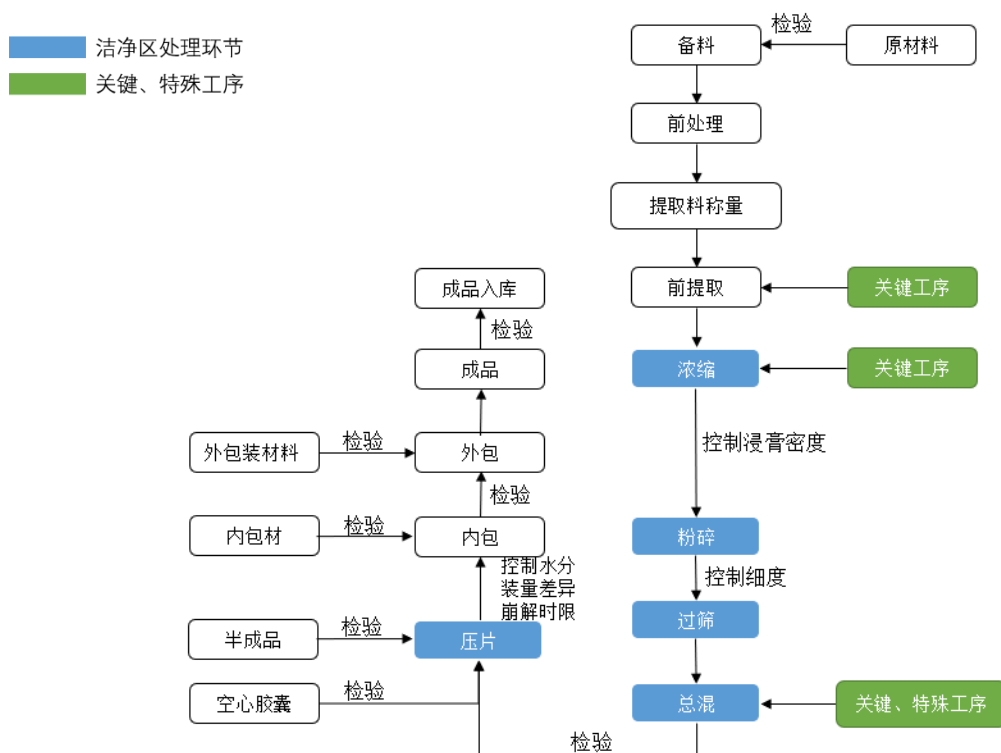 洁净区处理环节
关键、特殊工序
检验
备料
原材料
前处理
提取料称量
前提取
关键工序
浓缩
关键工序
控制浸膏密度
粉碎
控制细度
过筛
总混
关键、特殊工序
检验
成品入库
检验
成品
外包装材料
检验
外包
检验
内包材
检验
内包
控制水分
装量差异
崩解时限
半成品
检验
压片
空心胶囊
检验